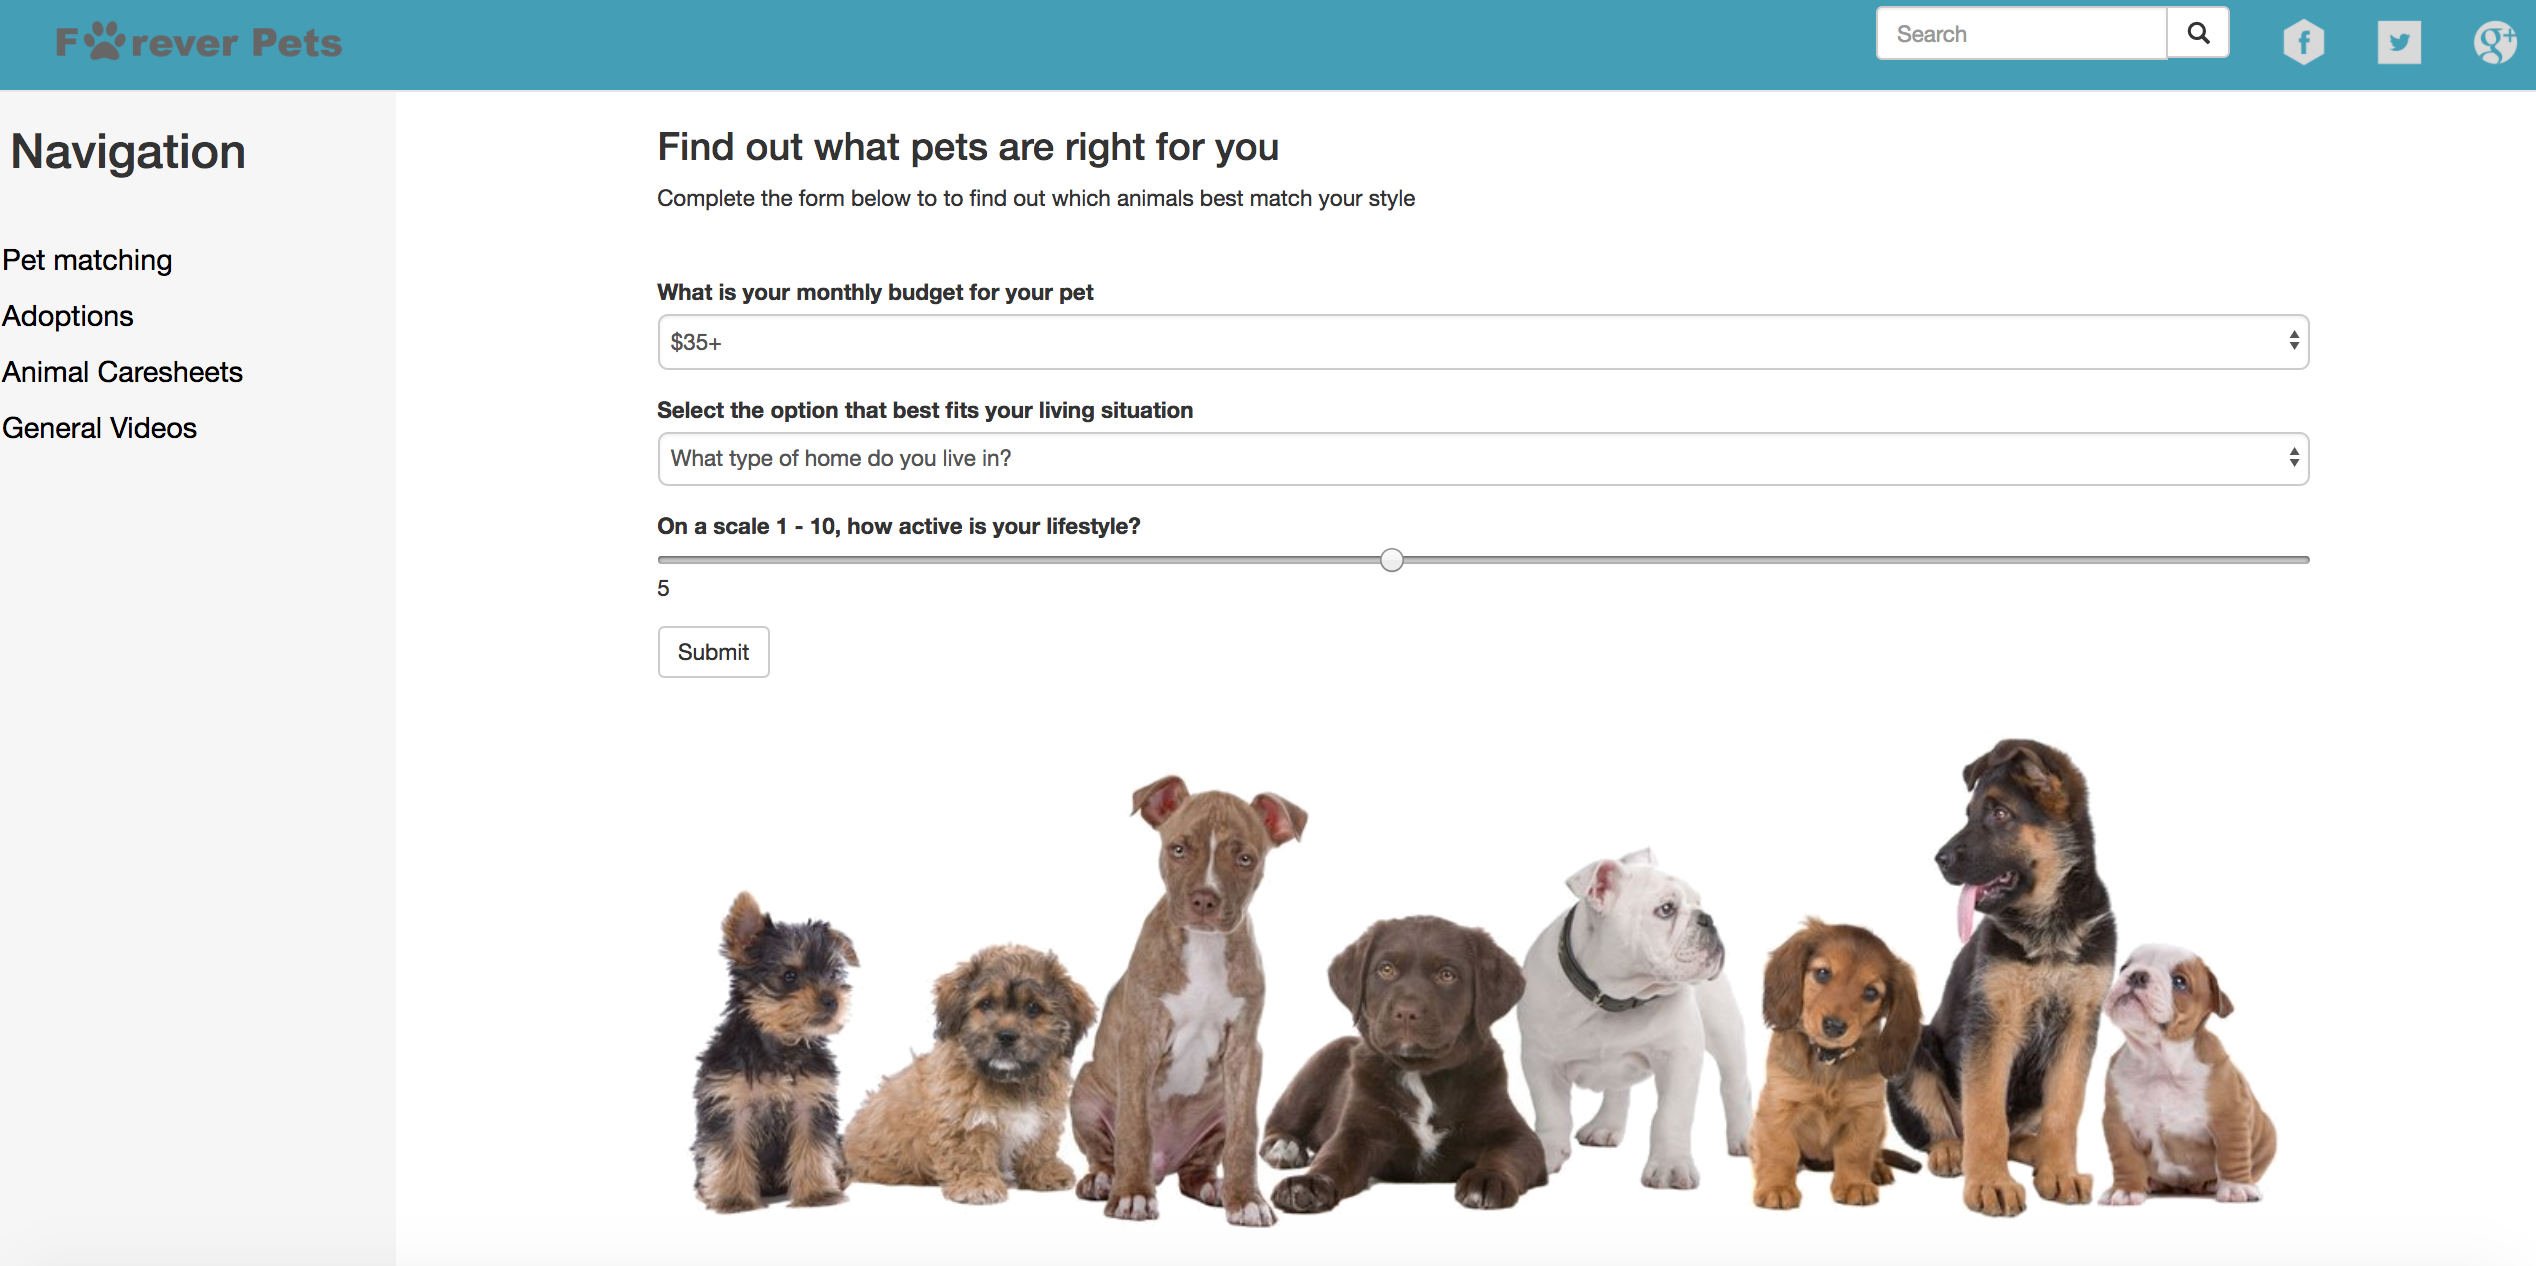 F rever Pets
Search
f
g+
Navigation
Pet matching
Adoptions
Animal Caresheets
General Videos
Find out what pets are right for you
Complete the form below to to find out which animals best match your style
What is your monthly budget for your pet
$35+
Select the option that best fits your living situation
What type of home do you live in?
On a scale 1 - 10, how active is your lifestyle?
5
Submit